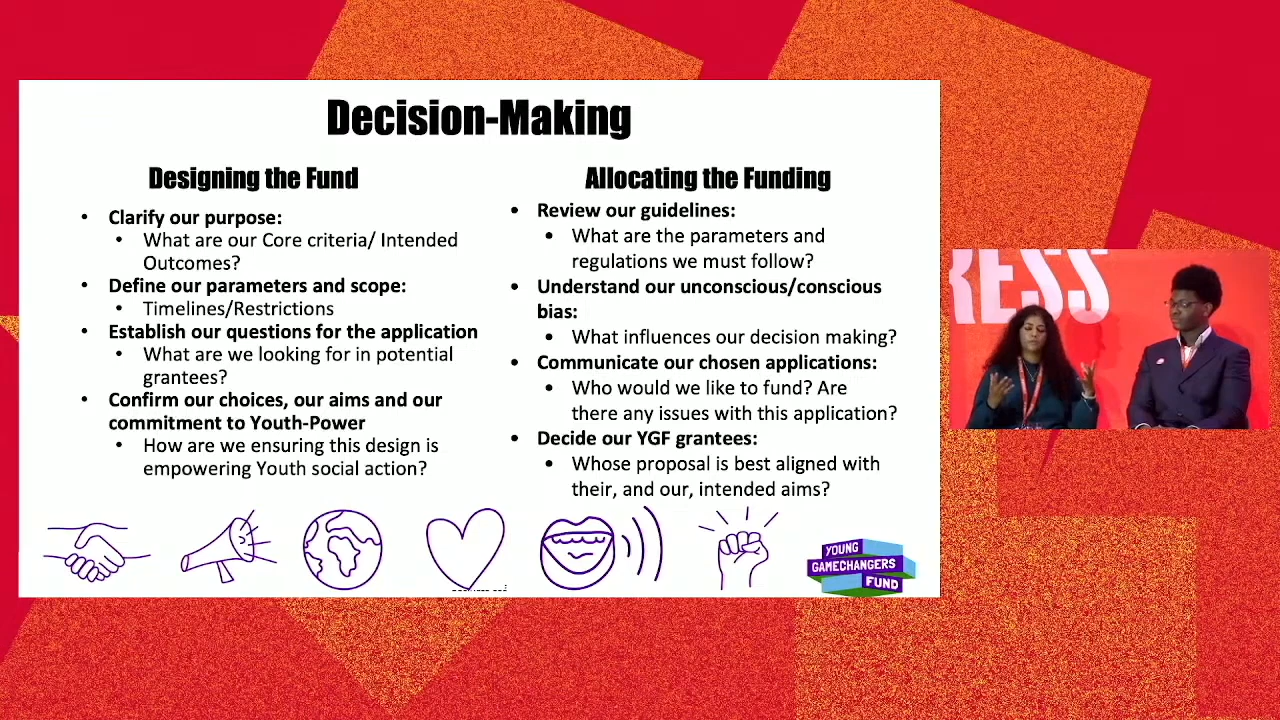 Decision-Making
Designing the Fund
• Clarify our purpose:
• What are our Core criteria/ Intended
Outcomes?
• Define our parameters and scope:
• Timelines/Restrictions
• Establish our questions for the application
• What are we looking for in potential
grantees?
• Confirm our choices, our aims and our
commitment to Youth-Power
• How are we ensuring this design is
empowering Youth social action?
Allocating the Funding
• Review our guidelines:
• What are the parameters and
regulations we must follow?
• Understand our unconscious/conscious
bias:
• What influences our decision making?
• Communicate our chosen applications:
• Who would we like to fund? Are
there any issues with this application?
• Decide our YGF grantees:
• Whose proposal is best aligned with
their, and our, intended aims?
YOUNG
GAMECHANGERS
FUND
RESS